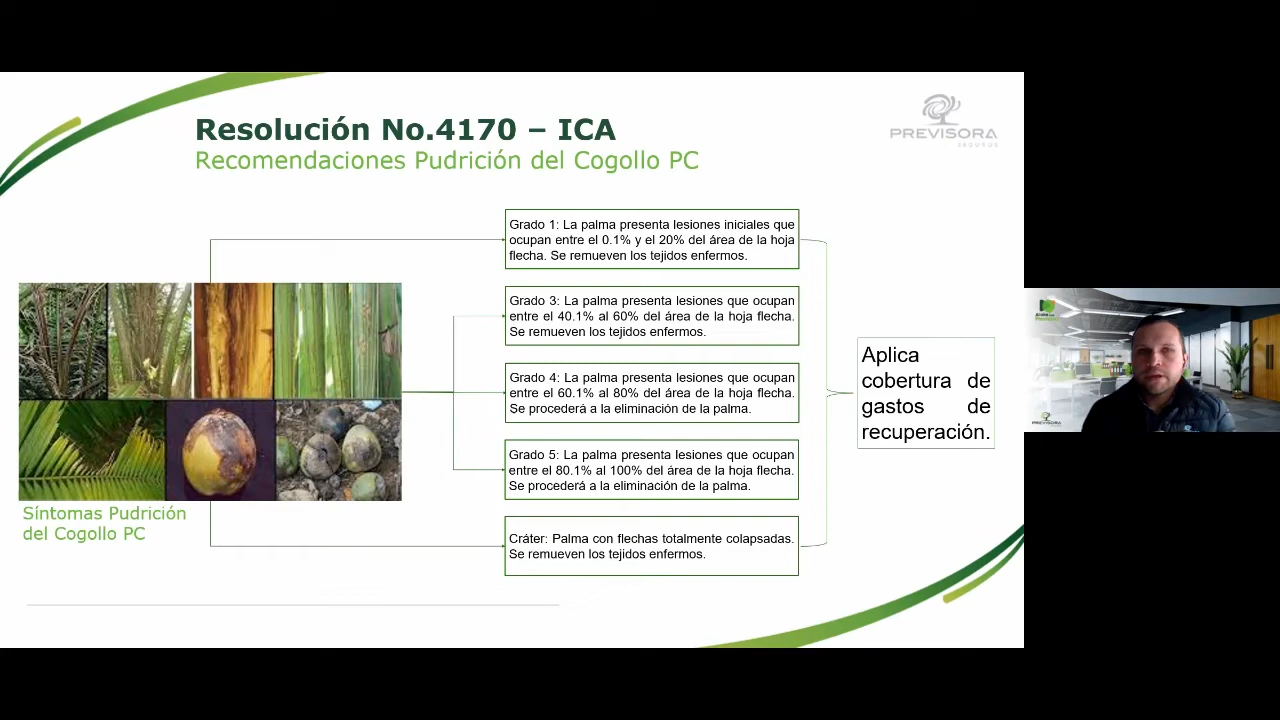 Resolución No.4170 – ICA
Recomendaciones Pudrición del Cogollo PC
PREVISORA
SEGUROS
Grado 1: La palma presenta lesiones iniciales que
ocupan entre el 0.1% y el 20% del área de la hoja
flecha. Se remueven los tejidos enfermos.
Grado 3: La palma presenta lesiones que ocupan
entre el 40.1% al 60% del área de la hoja flecha.
Se remueven los tejidos enfermos.
Grado 4: La palma presenta lesiones que ocupan
entre el 60.1% al 80% del área de la hoja flecha.
Se procederá a la eliminación de la palma.
Grado 5: La palma presenta lesiones que ocupan
entre el 80.1% al 100% del área de la hoja flecha.
Se procederá a la eliminación de la palma.
Cráter: Palma con flechas totalmente colapsadas.
Se remueven los tejidos enfermos.
Aplica
cobertura de
gastos de
recuperación.
Síntomas Pudrición
del Cogollo PC
PREVISORA